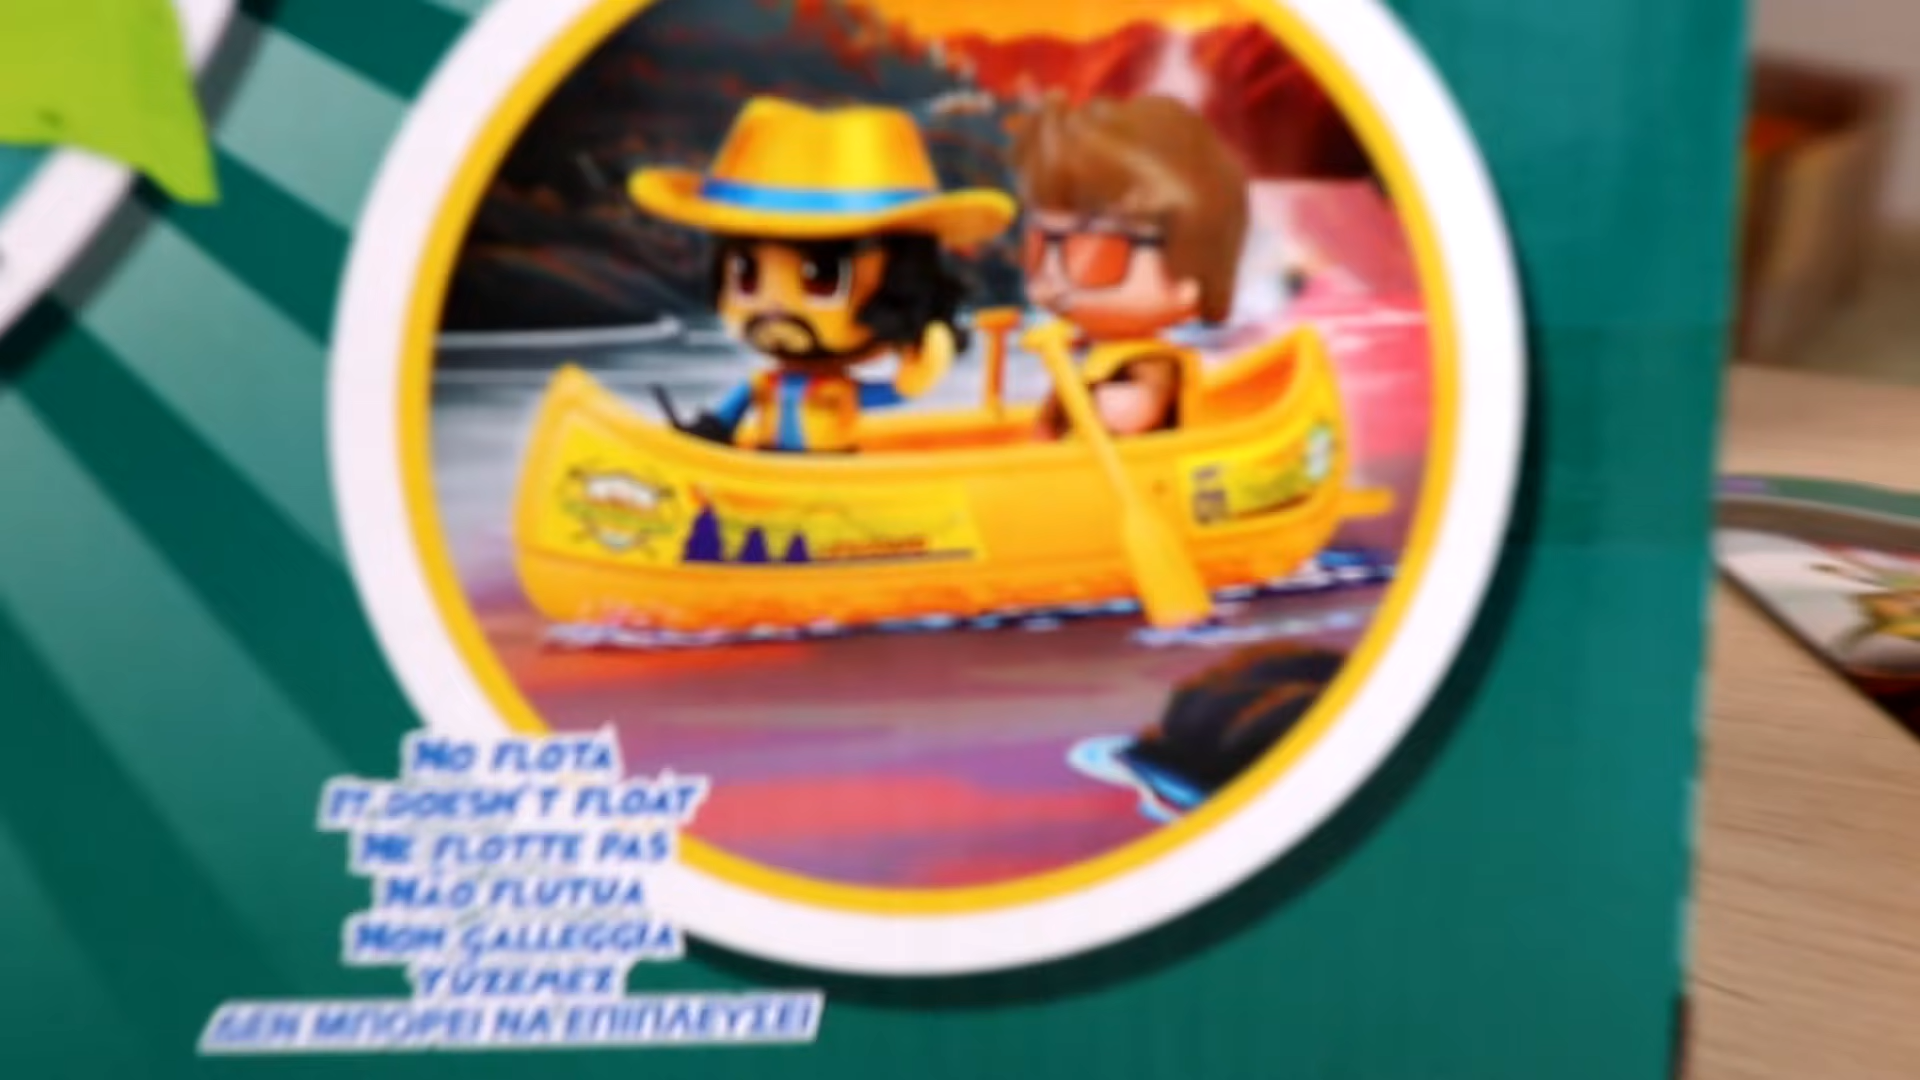 NO FLOTA
IT DOESN'T FLOAT
NE FLOTTE PAS
NÃO FLUTUA
NON GALLEGGIA
YÜZEMEZ
ΔΕΝ ΜΠΟΡΕΙ ΝΑ ΕΠΙΠΛΕΥΣΕΙ